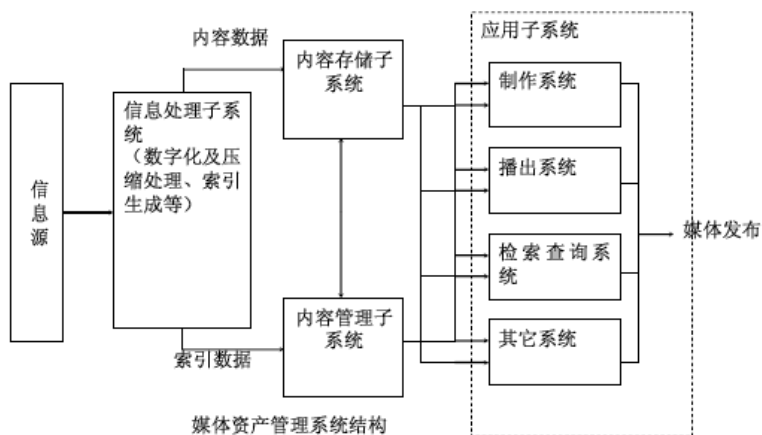 内容数据
应用子系统
内容存储子
系统
制作系统
信息处理子系
统
（数字化及压
缩处理、索引
生成等）
播出系统
信
息
源
媒体发布
检索查询系
统
内容管理子
系统
其它系统
索引数据
媒体资产管理系统结构